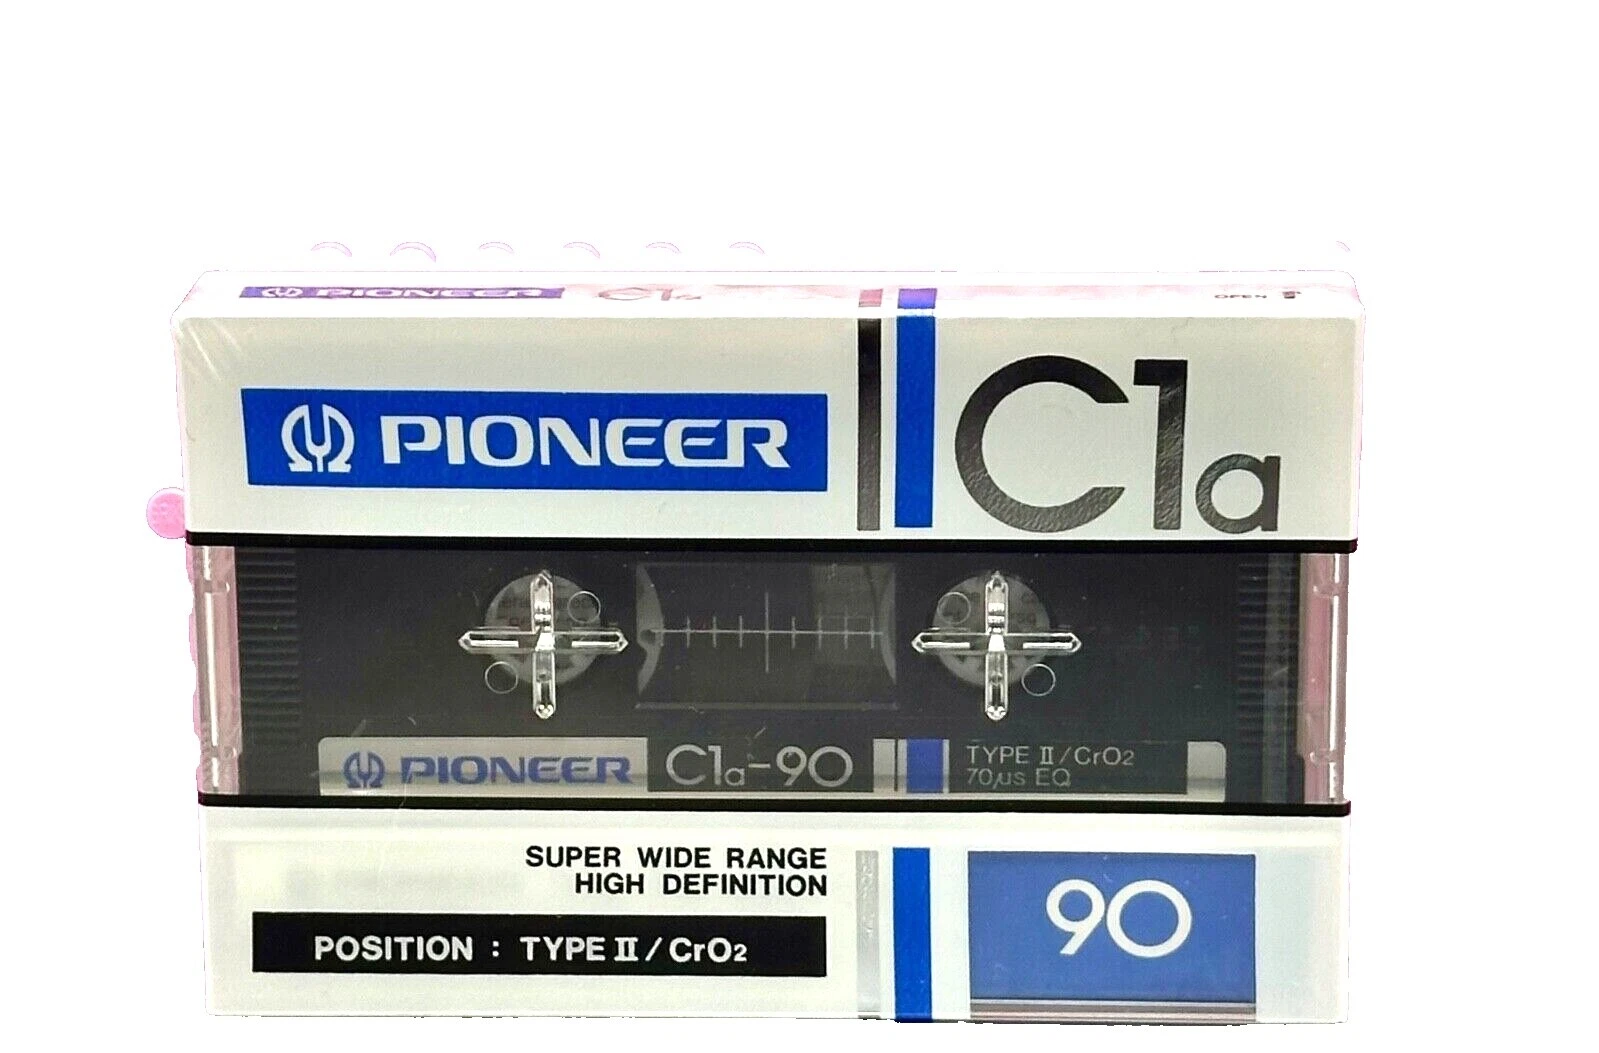 PIONEER C1a OPEN
PIONEER
C1a
PIONEER C1a-90 TYPE II/CrO2
70µs EQ
SUPER WIDE RANGE
HIGH DEFINITION
POSITION : TYPE II/CrO2
90